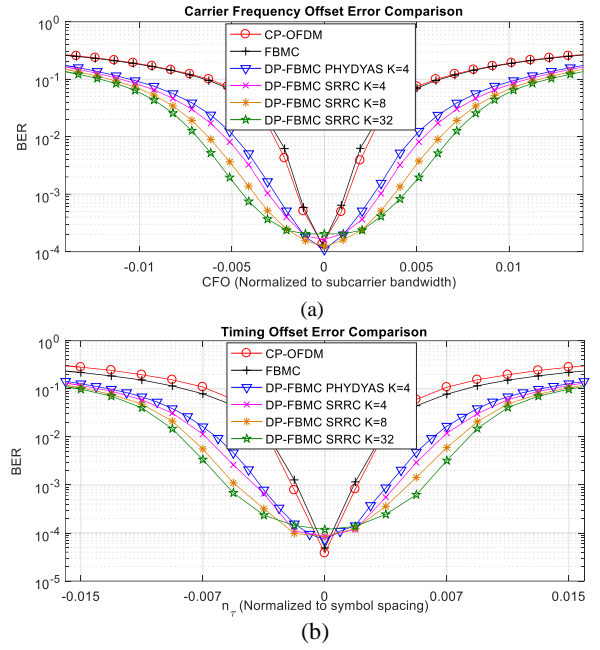 Carrier Frequency Offset Error Comparison
10^0
10^-1
10^-2
10^-3
10^-4
BER
CP-OFDM
FBMC
DP-FBMC PHYDYAS K=4
DP-FBMC SRRC K=4
DP-FBMC SRRC K=8
DP-FBMC SRRC K=32
-0.01 -0.005 0 0.005 0.01
CFO (Normalized to subcarrier bandwidth)
(a)
Timing Offset Error Comparison
10^0
10^-1
10^-2
10^-3
10^-4
10^-5
BER
CP-OFDM
FBMC
DP-FBMC PHYDYAS K=4
DP-FBMC SRRC K=4
DP-FBMC SRRC K=8
DP-FBMC SRRC K=32
-0.015 -0.007 0 0.007 0.015
n_τ (Normalized to symbol spacing)
(b)